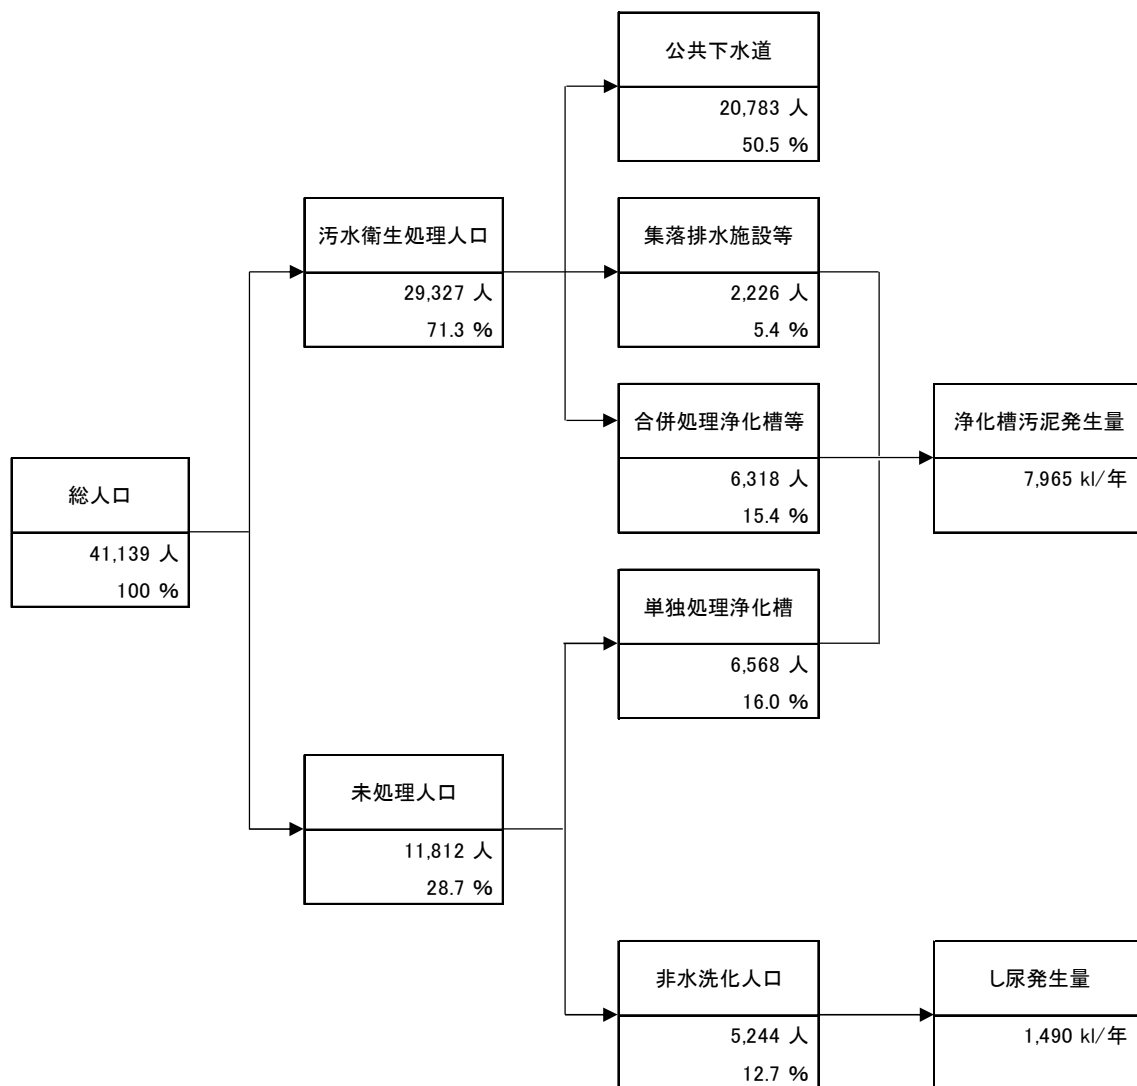 公共下水道
20,783 人
50.5 %
汚水衛生処理人口
29,327 人
71.3 %
集落排水施設等
2,226 人
5.4 %
合併処理浄化槽等
6,318 人
15.4 %
浄化槽汚泥発生量
7,965 kl/年
総人口
41,139 人
100 %
単独処理浄化槽
6,568 人
16.0 %
未処理人口
11,812 人
28.7 %
非水洗化人口
5,244 人
12.7 %
し尿発生量
1,490 kl/年